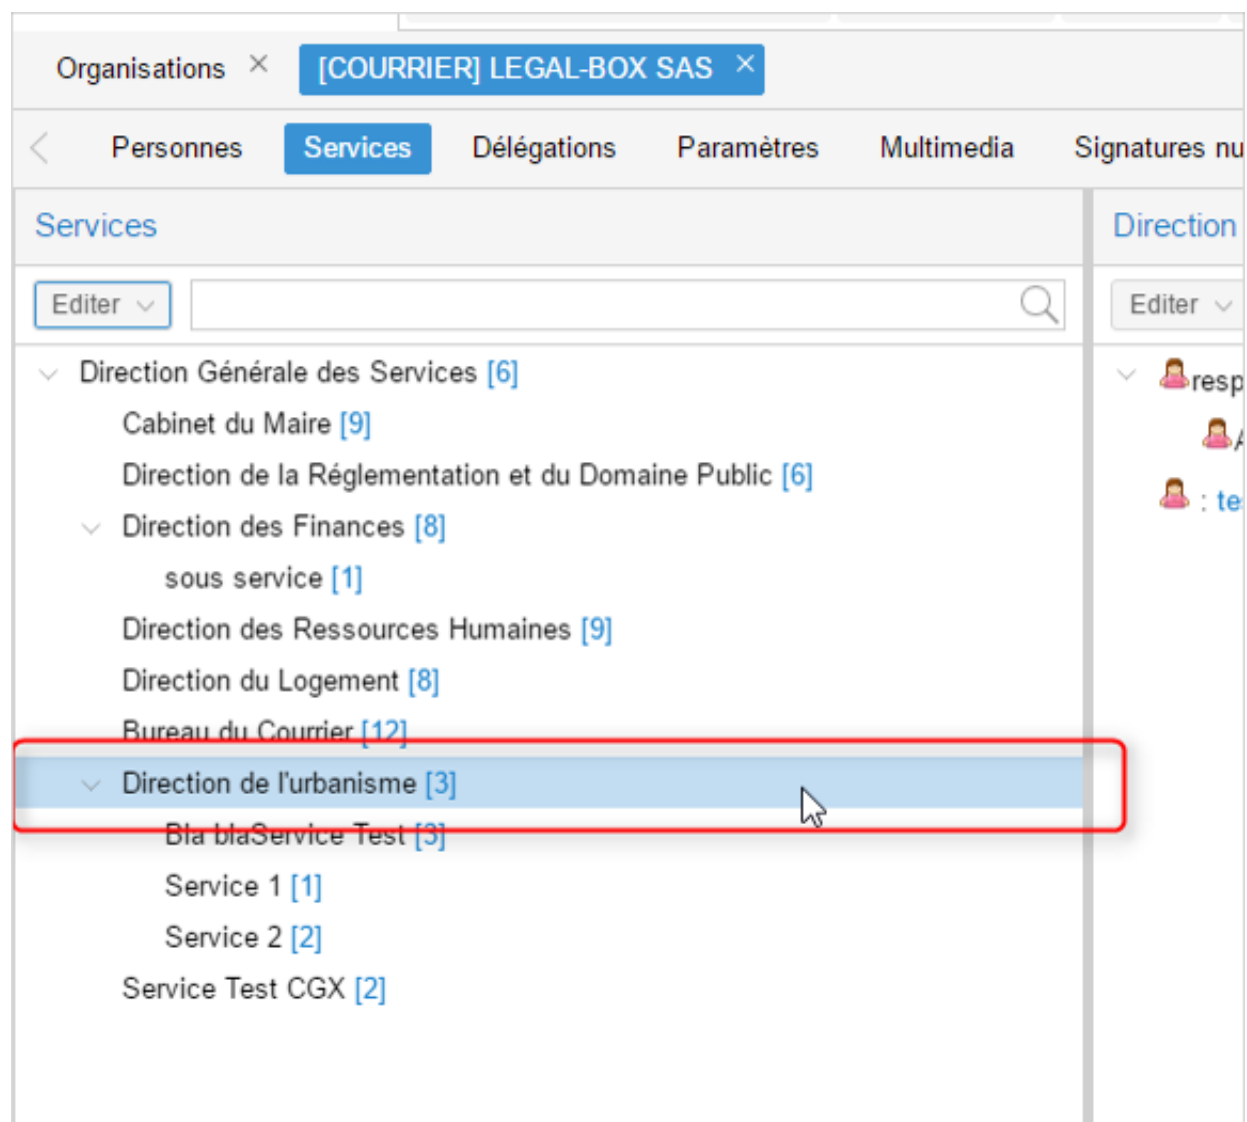 Organisations × [COURRIER] LEGAL-BOX SAS ×
Personnes Services Délégations Paramètres Multimedia Signatures
Services
Direction
Editer
Editer
Direction Générale des Services [6]
Cabinet du Maire [9]
Direction de la Réglementation et du Domaine Public [6]
Direction des Finances [8]
sous service [1]
Direction des Ressources Humaines [9]
Direction du Logement [8]
Bureau du Courrier [12]
Direction de l'urbanisme [3]
Bla blaService Test [3]
Service 1 [1]
Service 2 [2]
Service Test CGX [2]